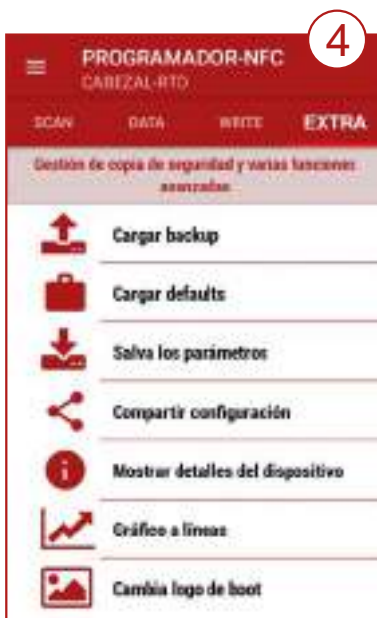 4
PROGRAMADOR-NFC
CABEZAL-RTD
SCAN DATA WRITE EXTRA
Gestión de copia de seguridad y varias funciones
avanzadas
Cargar backup
Cargar defaults
Salva los parámetros
Compartir configuración
Mostrar detalles del dispositivo
Gráfico a líneas
Cambia logo de boot